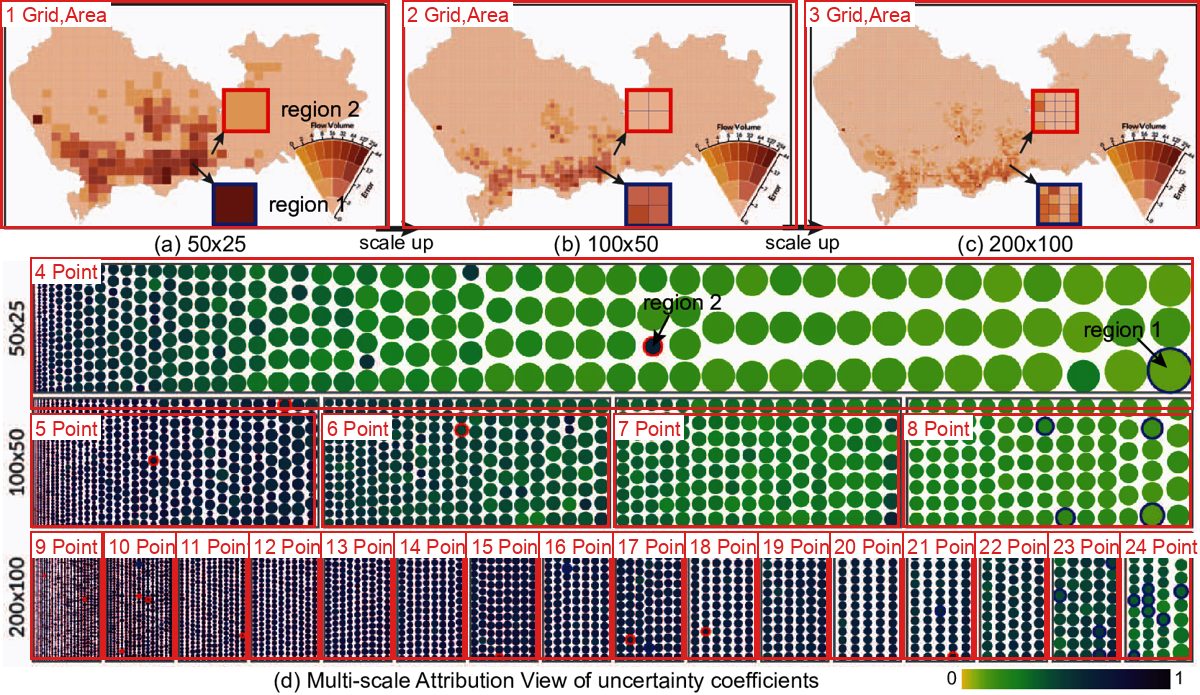 1 Grid,Area
2 Grid,Area
3 Grid,Area
region 2
region 1
Flow Volume
Error
Flow Volume
Error
Flow Volume
Error
(a) 50x25
scale up
(b) 100x50
scale up
(c) 200x100
50x25
4 Point
region 2
region 1
100x50
5 Point
6 Point
7 Point
8 Point
200x100
9 Point
10 Poin
11 Poin
12 Poin
13 Poin
14 Poin
15 Poin
16 Poin
17 Poin
18 Poin
19 Poin
20 Poin
21 Poin
22 Poin
23 Poin
24 Point
(d) Multi-scale Attribution View of uncertainty coefficients
0
1